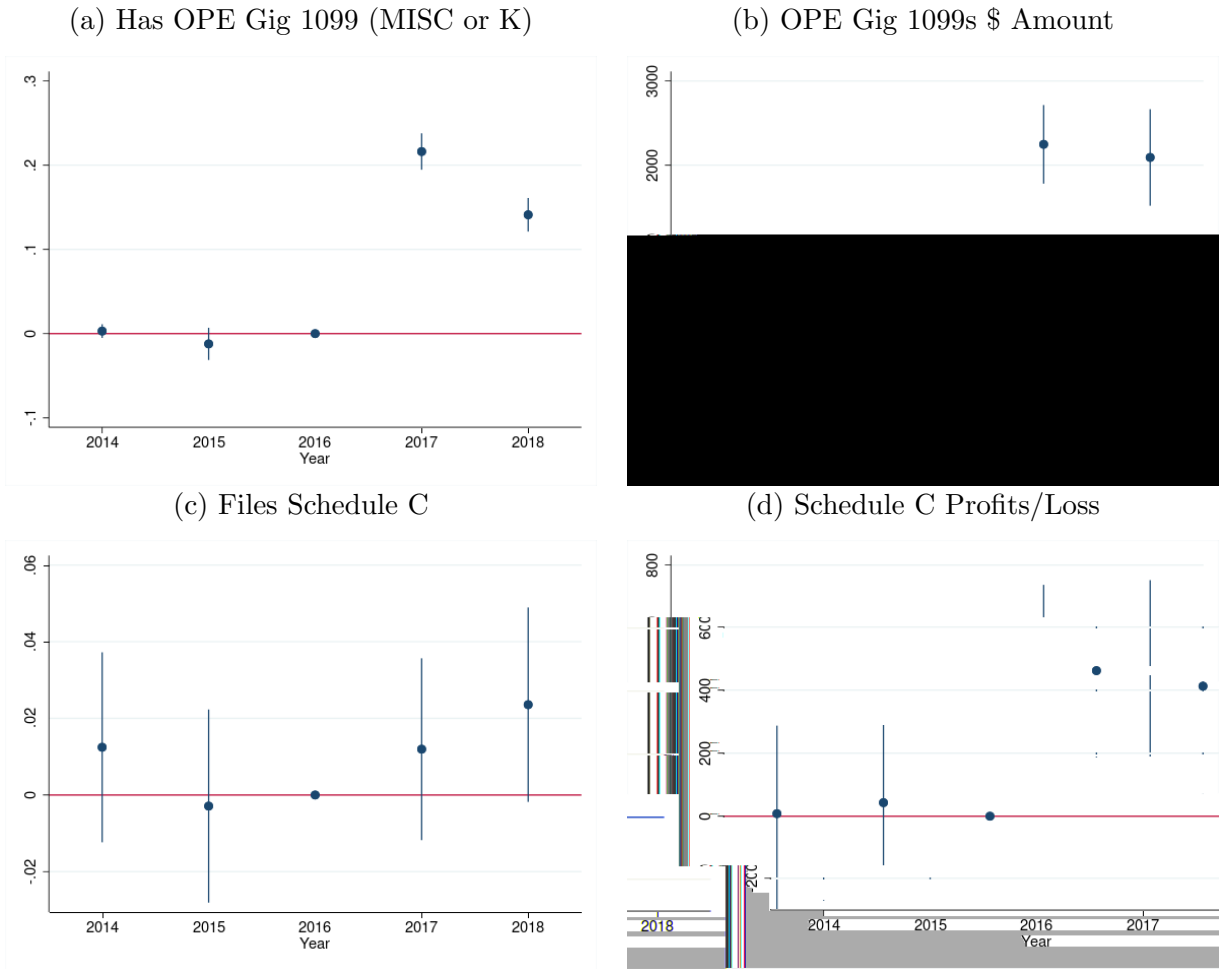 (a) Has OPE Gig 1099 (MISC or K)
.3
.2
.1
0
-.1
2014 2015 2016 2017 2018
Year
(b) OPE Gig 1099s $ Amount
3000
2000
(c) Files Schedule C
.06
.04
.02
0
-.02
2014 2015 2016 2017 2018
Year
(d) Schedule C Profits/Loss
800
400
200
0
2018 2014 2015 2016 2017
Year